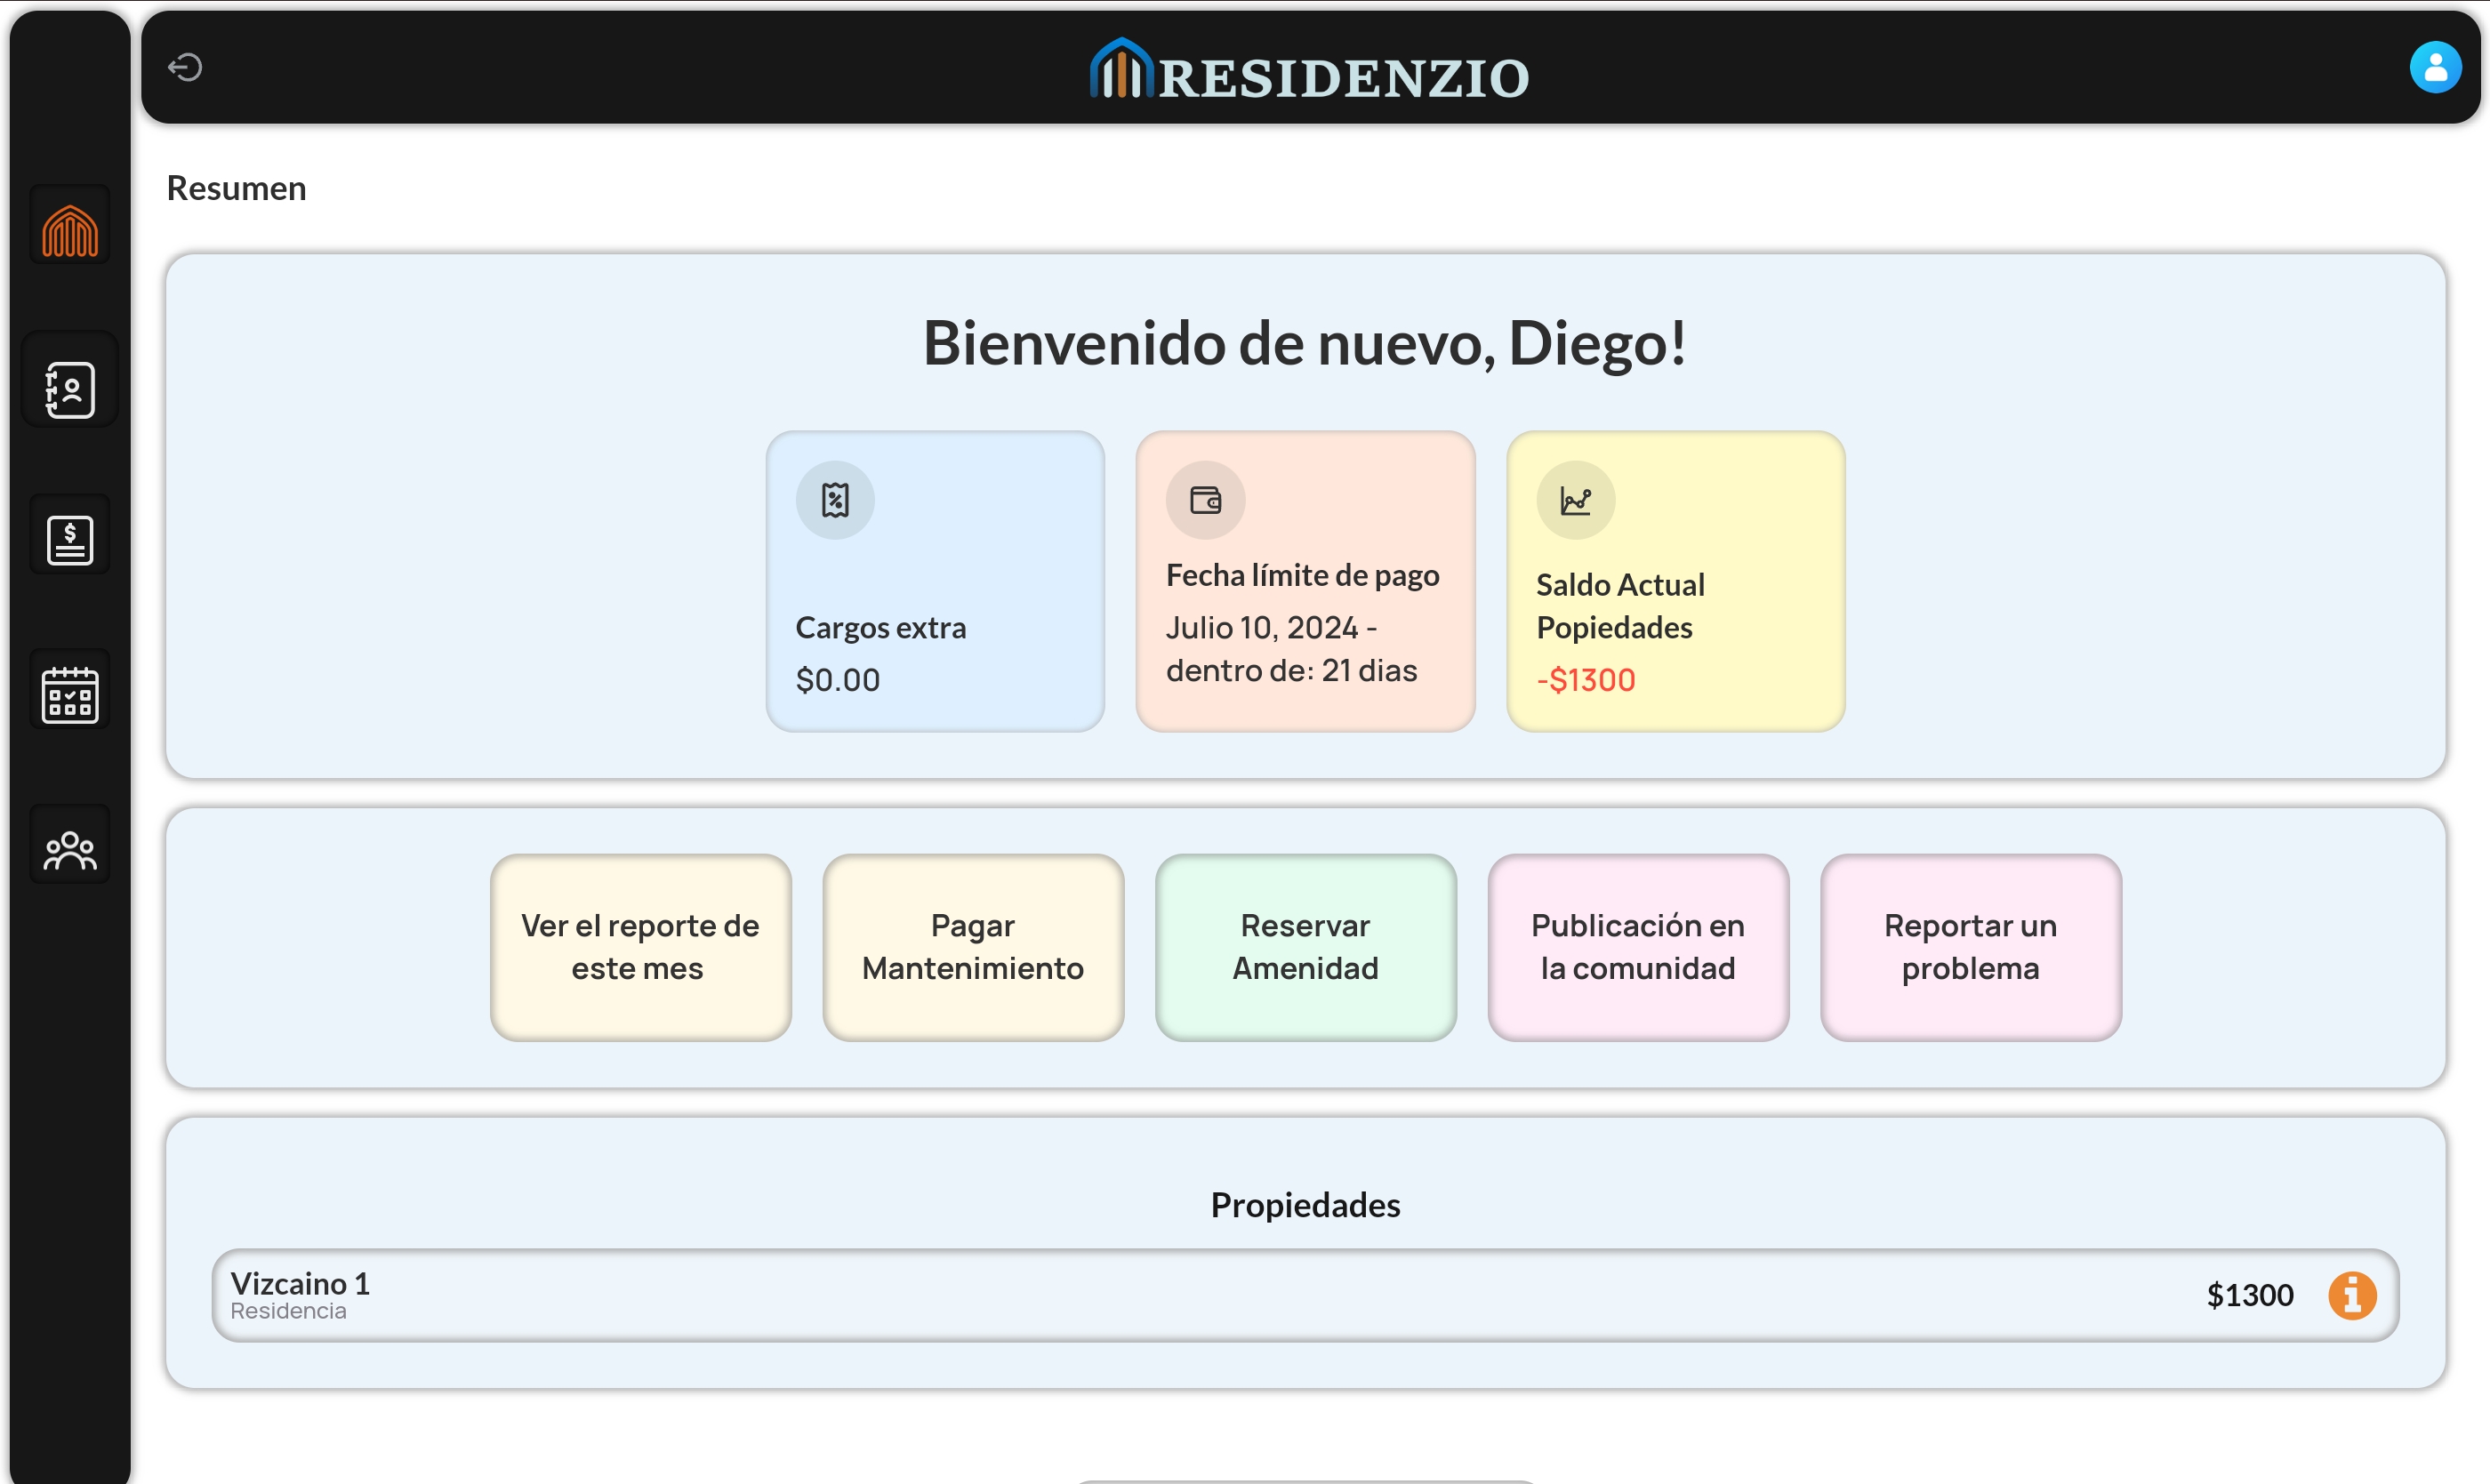 RESIDENZIO
Resumen
Bienvenido de nuevo, Diego!
Cargos extra
$0.00
Fecha límite de pago
Julio 10, 2024 -
dentro de: 21 dias
Saldo Actual
Popiedades
-$1300
Ver el reporte de
este mes
Pagar
Mantenimiento
Reservar
Amenidad
Publicación en
la comunidad
Reportar un
problema
Propiedades
Vizcaino 1
Residencia
$1300